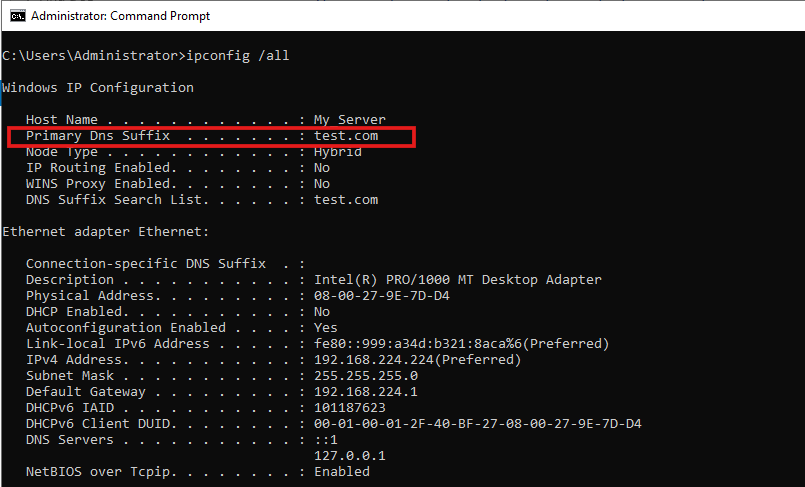 Administrator: Command Prompt
C:\Users\Administrator>ipconfig /all
Windows IP Configuration
Host Name . . . . . . . . . . . . : My Server
Primary Dns Suffix  . . . . . . . : test.com
Node Type . . . . . . . . . . . . : Hybrid
IP Routing Enabled. . . . . . . . : No
WINS Proxy Enabled. . . . . . . . : No
DNS Suffix Search List. . . . . . : test.com
Ethernet adapter Ethernet:
Connection-specific DNS Suffix  . :
Description . . . . . . . . . . . : Intel(R) PRO/1000 MT Desktop Adapter
Physical Address. . . . . . . . . : 08-00-27-9E-7D-D4
DHCP Enabled. . . . . . . . . . . : No
Autoconfiguration Enabled . . . . : Yes
Link-local IPv6 Address . . . . . : fe80::999:a34d:b321:8aca%6(Preferred)
IPv4 Address. . . . . . . . . . . : 192.168.224.224(Preferred)
Subnet Mask . . . . . . . . . . . : 255.255.255.0
Default Gateway . . . . . . . . . : 192.168.224.1
DHCPv6 IAID . . . . . . . . . . . : 101187623
DHCPv6 Client DUID. . . . . . . . : 00-01-00-01-2F-40-BF-27-08-00-27-9E-7D-D4
DNS Servers . . . . . . . . . . . : ::1
127.0.0.1
NetBIOS over Tcpip. . . . . . . . : Enabled